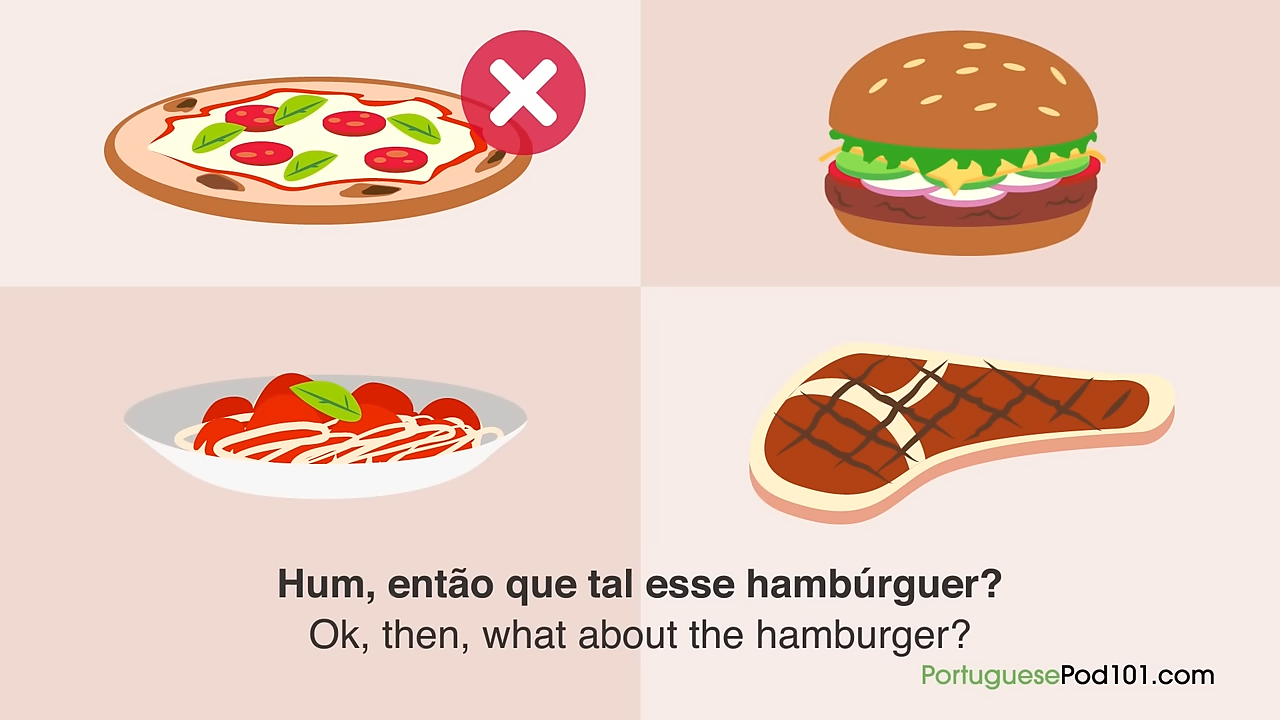 Hum, então que tal esse hambúrguer?
Ok, then, what about the hamburger?
PortuguesePod101.com